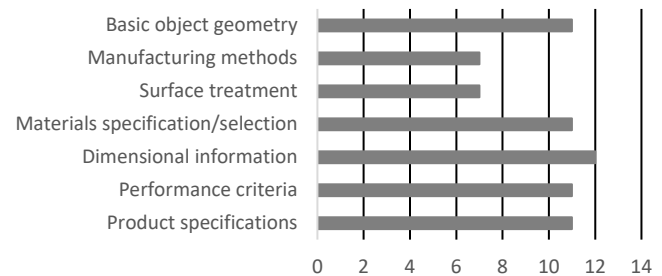 Basic object geometry
Manufacturing methods
Surface treatment
Materials specification/selection
Dimensional information
Performance criteria
Product specifications
0 2 4 6 8 10 12 14